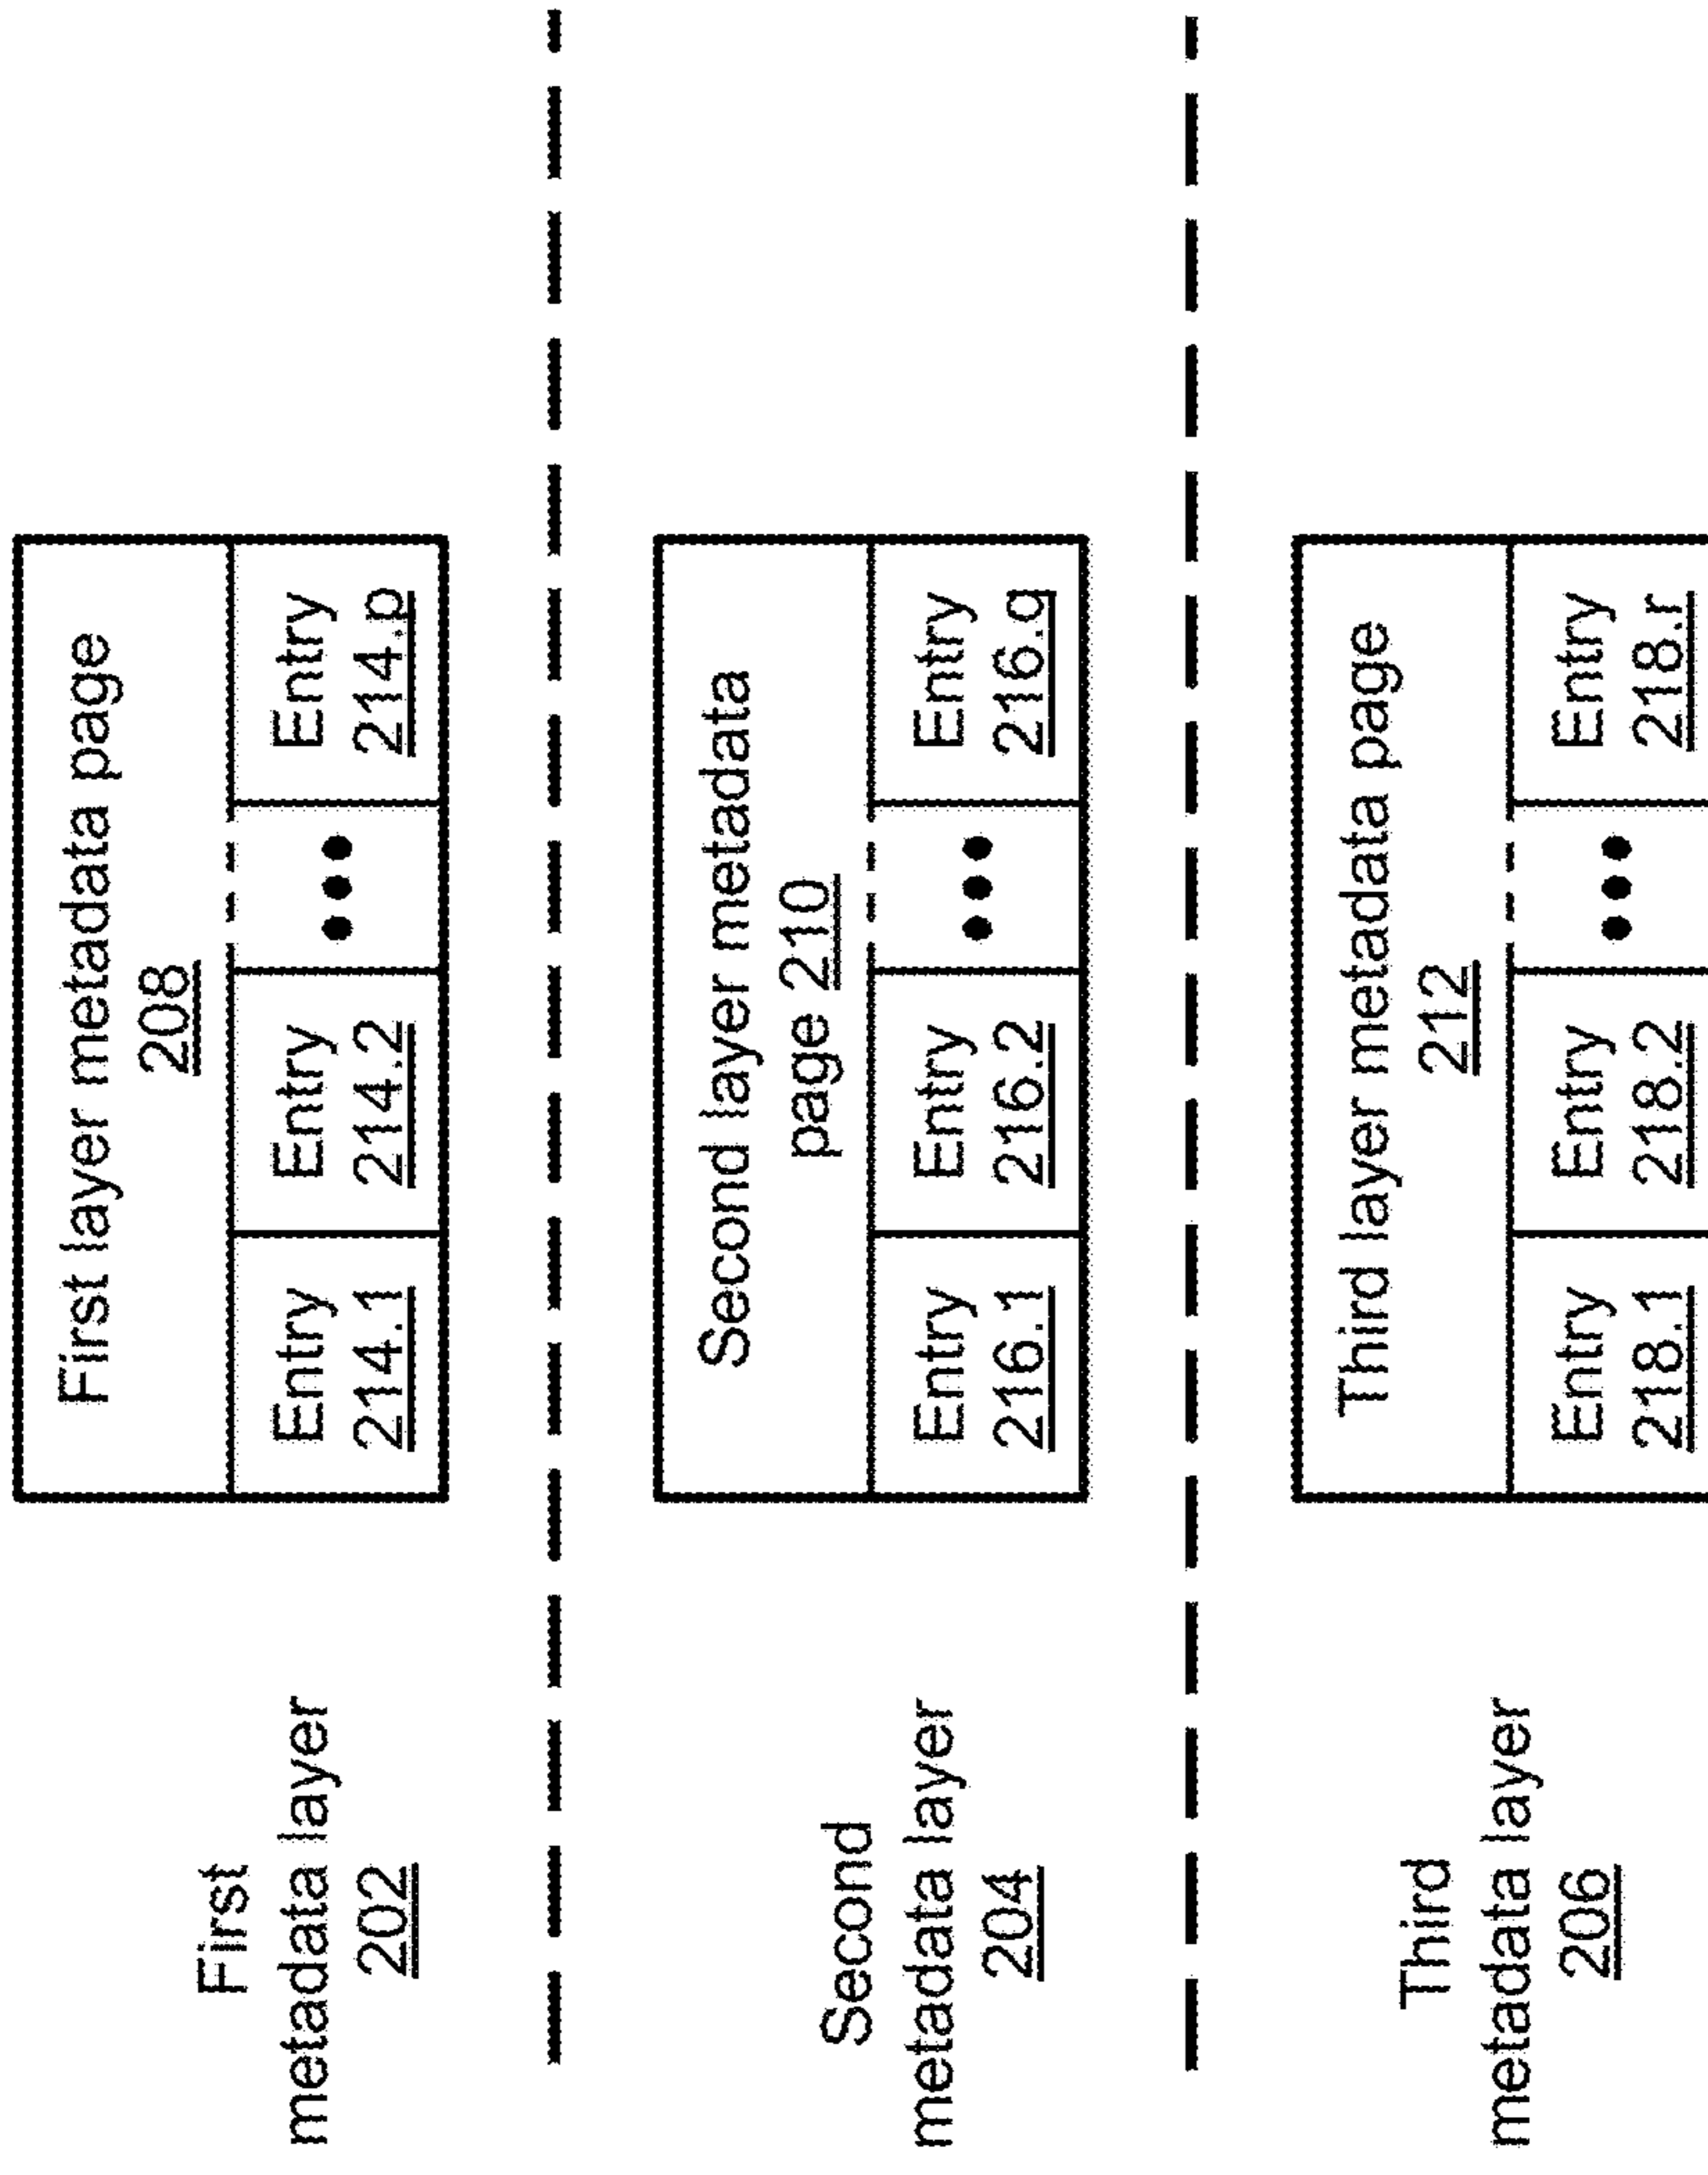 First
metadata layer
202
First layer metadata page
208
Entry
214.1
Entry
214.2
Entry
214.p
Second
metadata layer
204
Second layer metadata
page 210
Entry
216.1
Entry
216.2
Entry
216.q
Third
metadata layer
206
Third layer metadata page
212
Entry
218.1
Entry
218.2
Entry
218.r